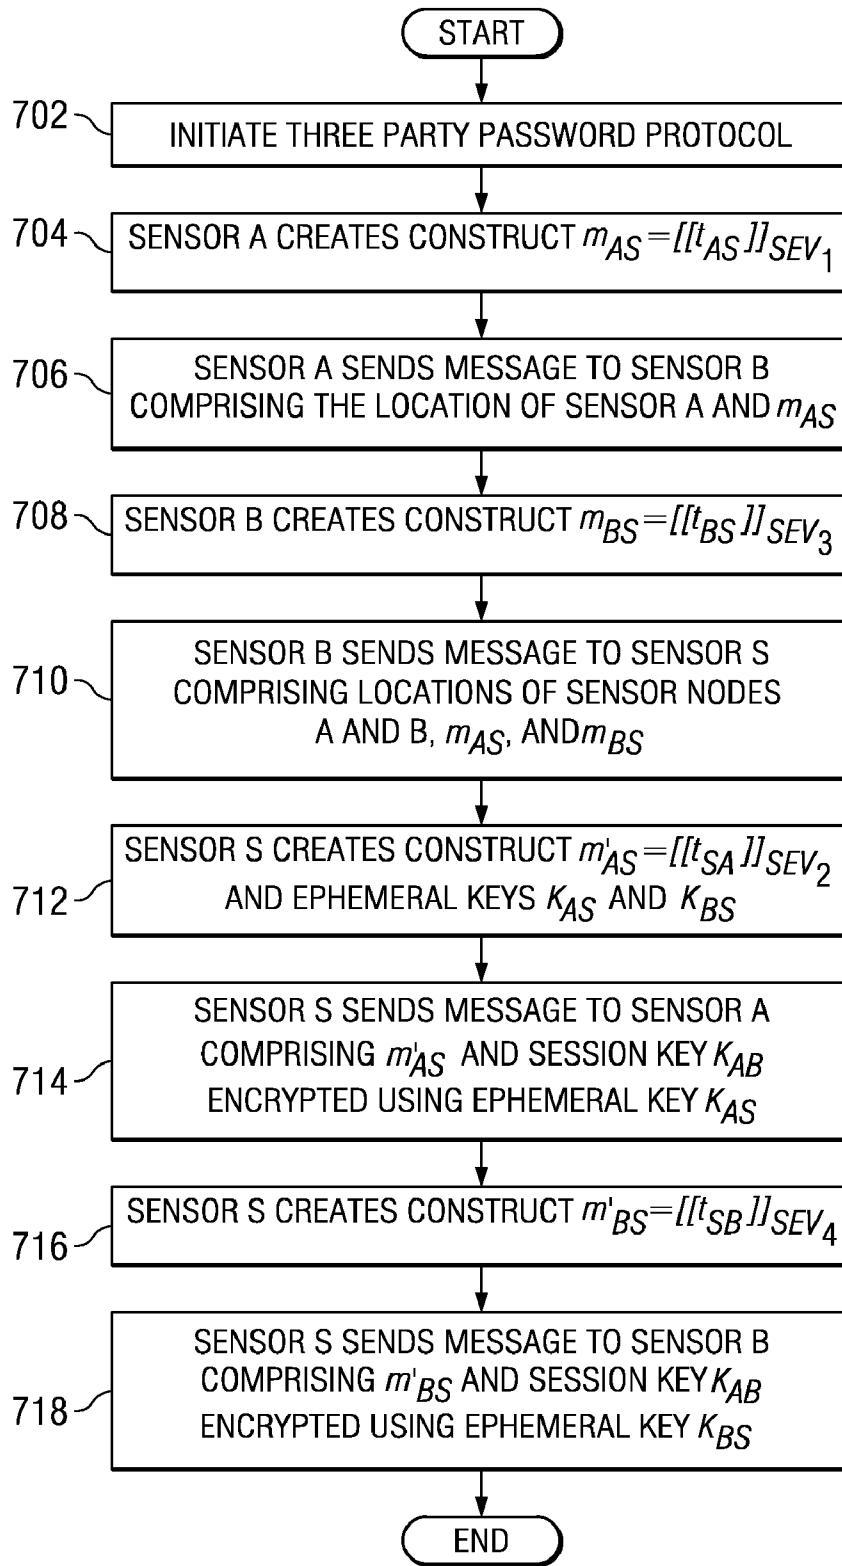 START
702
INITIATE THREE PARTY PASSWORD PROTOCOL
704
SENSOR A CREATES CONSTRUCT m_AS=[[t_AS]]_SEV_1
706
SENSOR A SENDS MESSAGE TO SENSOR B
COMPRISING THE LOCATION OF SENSOR A AND m_AS
708
SENSOR B CREATES CONSTRUCT m_BS=[[t_BS]]_SEV_3
710
SENSOR B SENDS MESSAGE TO SENSOR S
COMPRISING LOCATIONS OF SENSOR NODES
A AND B, m_AS, ANDm_BS
712
SENSOR S CREATES CONSTRUCT m'_AS=[[t_SA]]_SEV_2
AND EPHEMERAL KEYS K_AS AND K_BS
714
SENSOR S SENDS MESSAGE TO SENSOR A
COMPRISING m'_AS AND SESSION KEY K_AB
ENCRYPTED USING EPHEMERAL KEY K_AS
716
SENSOR S CREATES CONSTRUCT m'_BS=[[t_SB]]_SEV_4
718
SENSOR S SENDS MESSAGE TO SENSOR B
COMPRISING m'_BS AND SESSION KEY K_AB
ENCRYPTED USING EPHEMERAL KEY K_BS
END